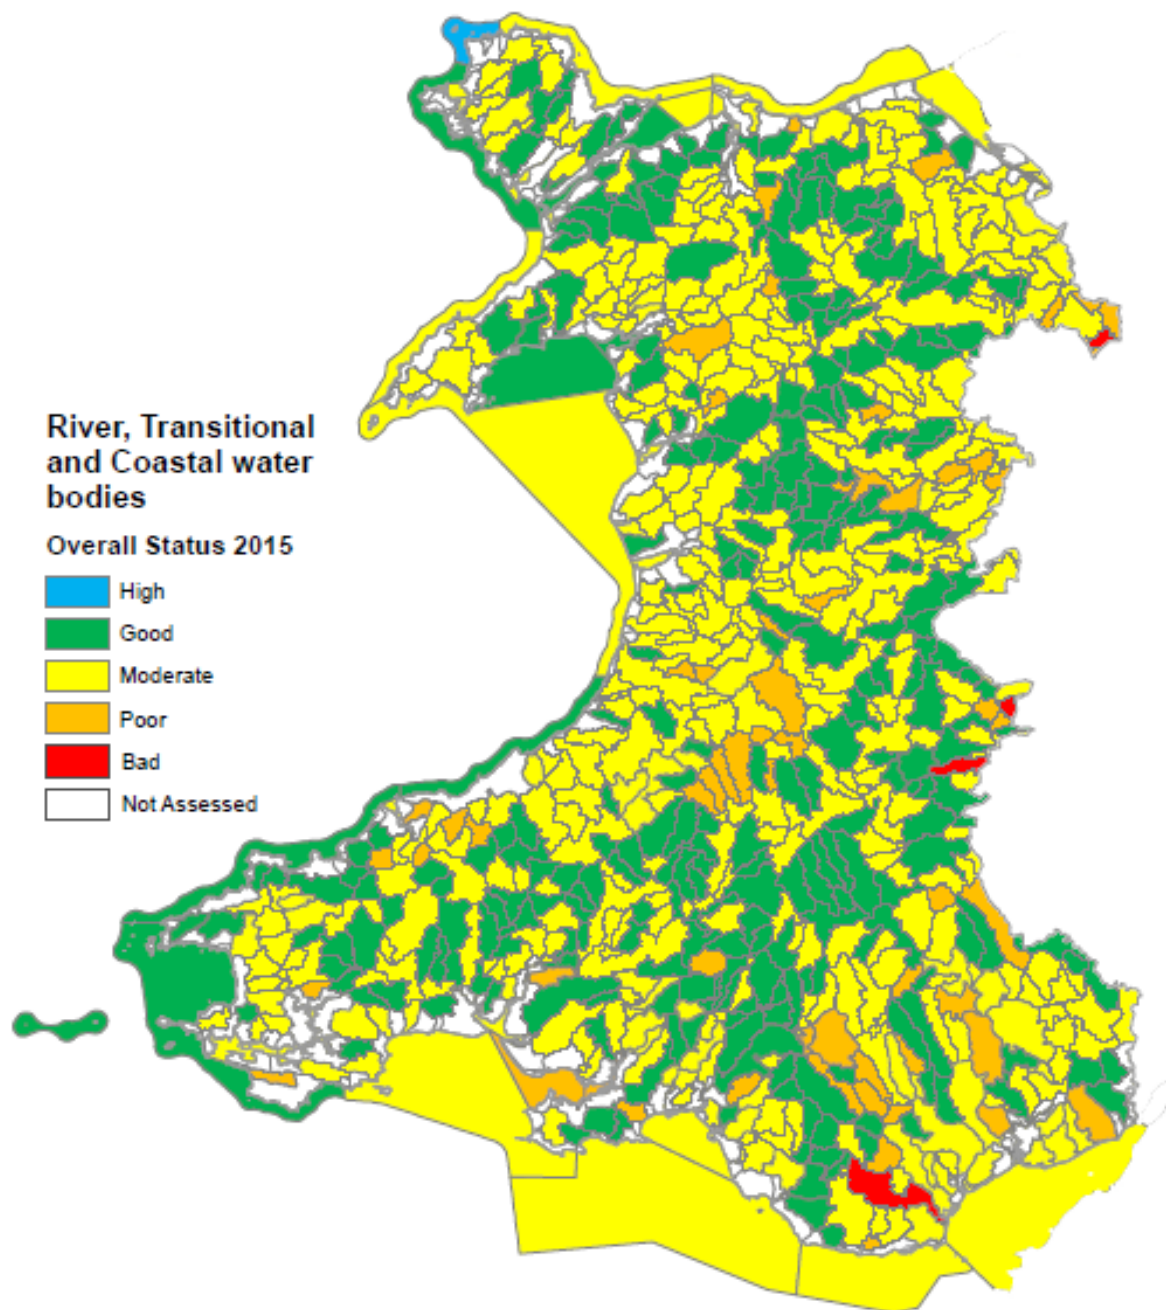 River, Transitional
and Coastal water
bodies
Overall Status 2015
High
Good
Moderate
Poor
Bad
Not Assessed